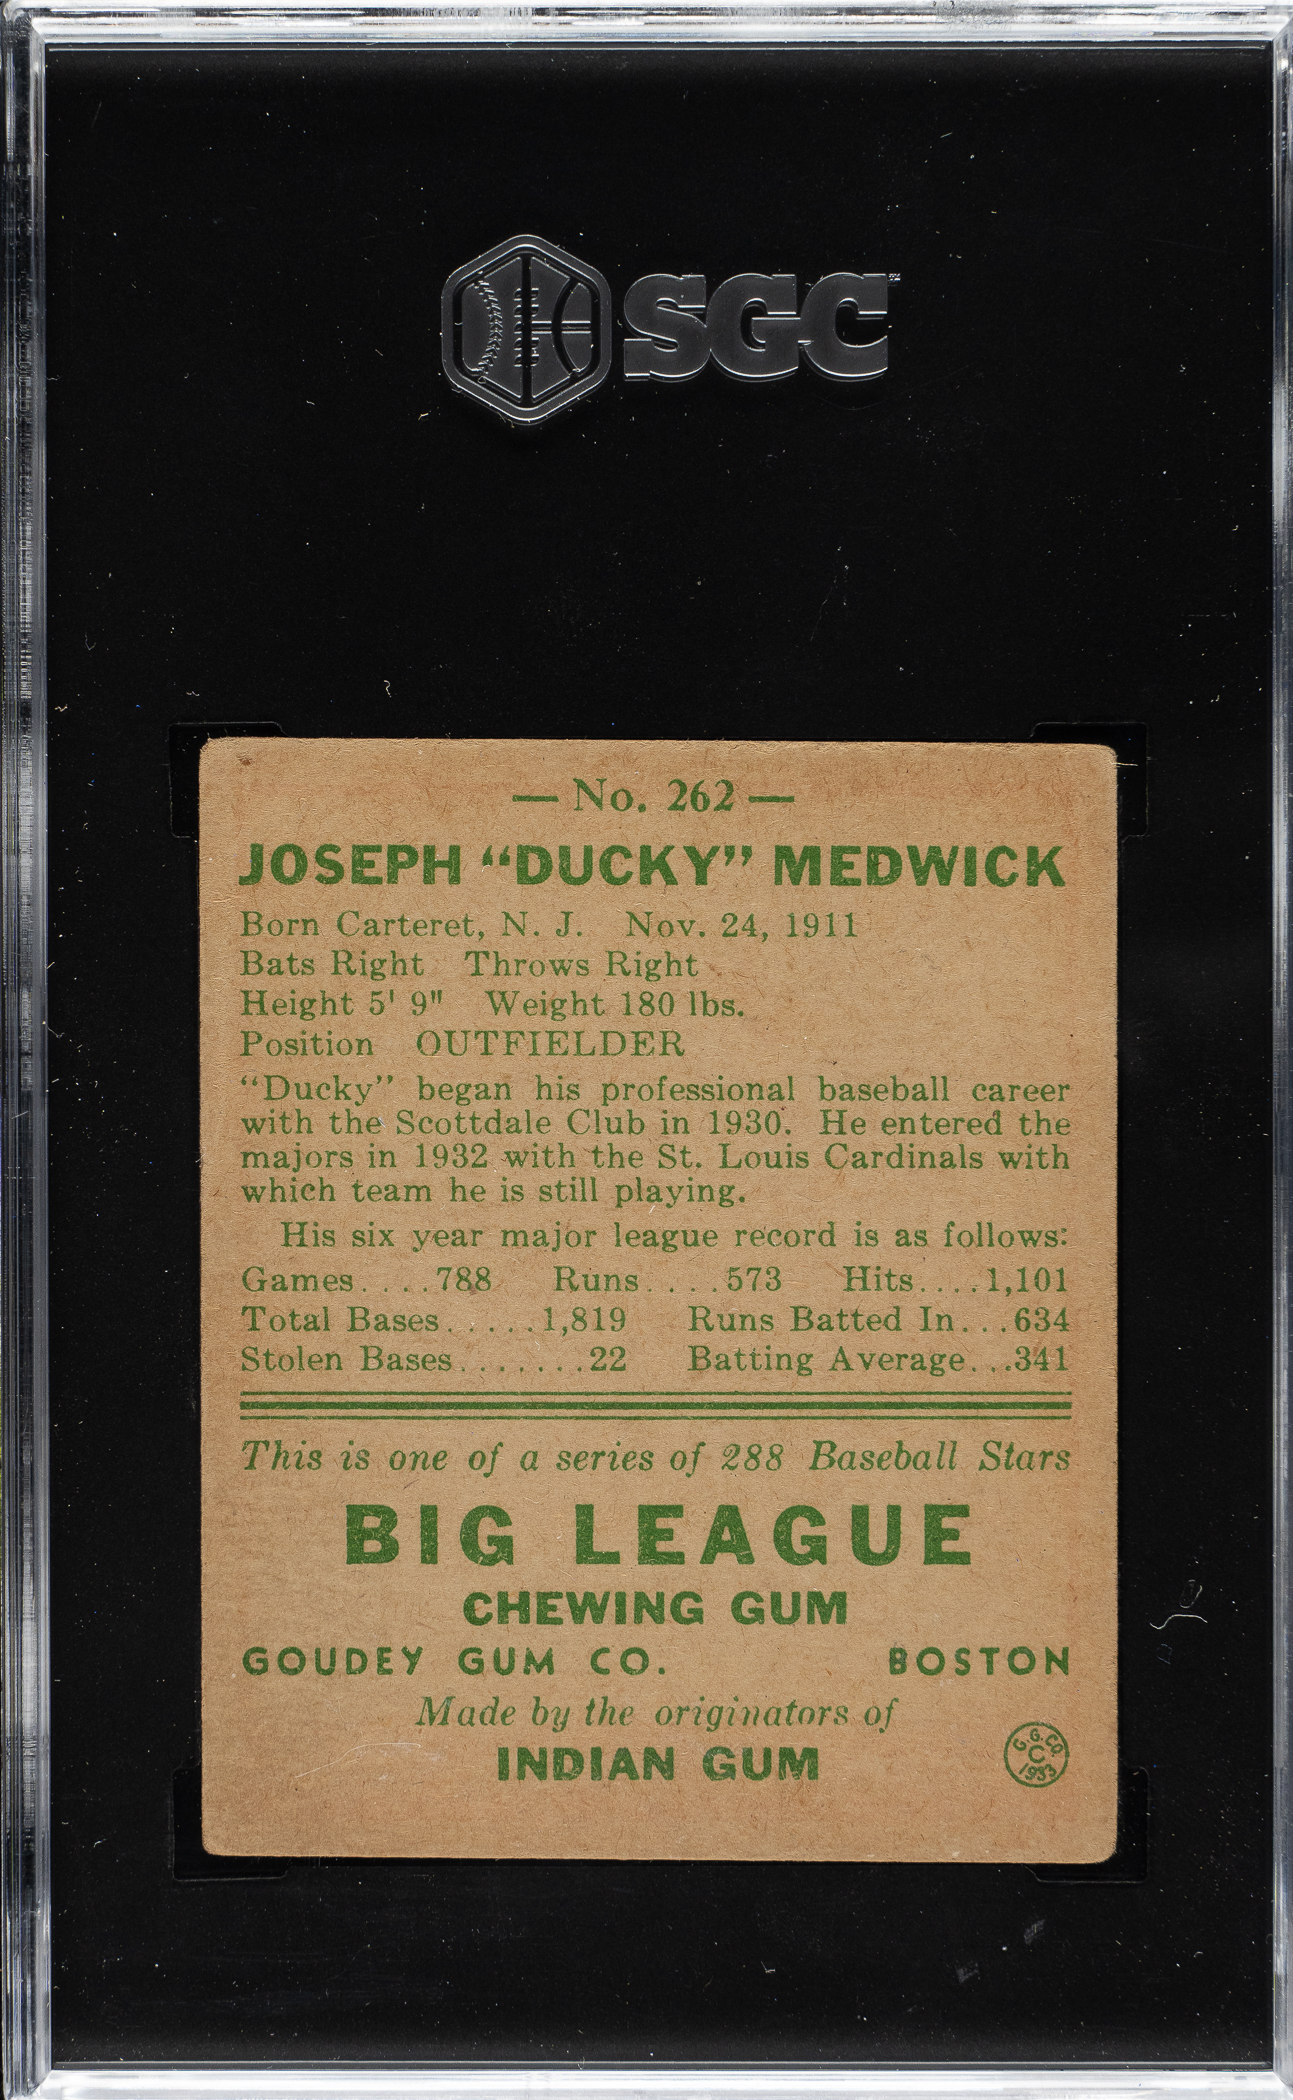 SGC™
— No. 262 —
JOSEPH “DUCKY” MEDWICK
Born Carteret, N. J. Nov. 24, 1911
Bats Right Throws Right
Height 5' 9" Weight 180 lbs.
Position OUTFIELDER
“Ducky” began his professional baseball career
with the Scottdale Club in 1930. He entered the
majors in 1932 with the St. Louis Cardinals with
which team he is still playing.
His six year major league record is as follows:
Games....788 Runs....573 Hits....1,101
Total Bases.....1,819 Runs Batted In...634
Stolen Bases.......22 Batting Average...341
This is one of a series of 288 Baseball Stars
BIG LEAGUE
CHEWING GUM
GOUDEY GUM CO. BOSTON
Made by the originators of
INDIAN GUM
G. G. CO.
C
1933